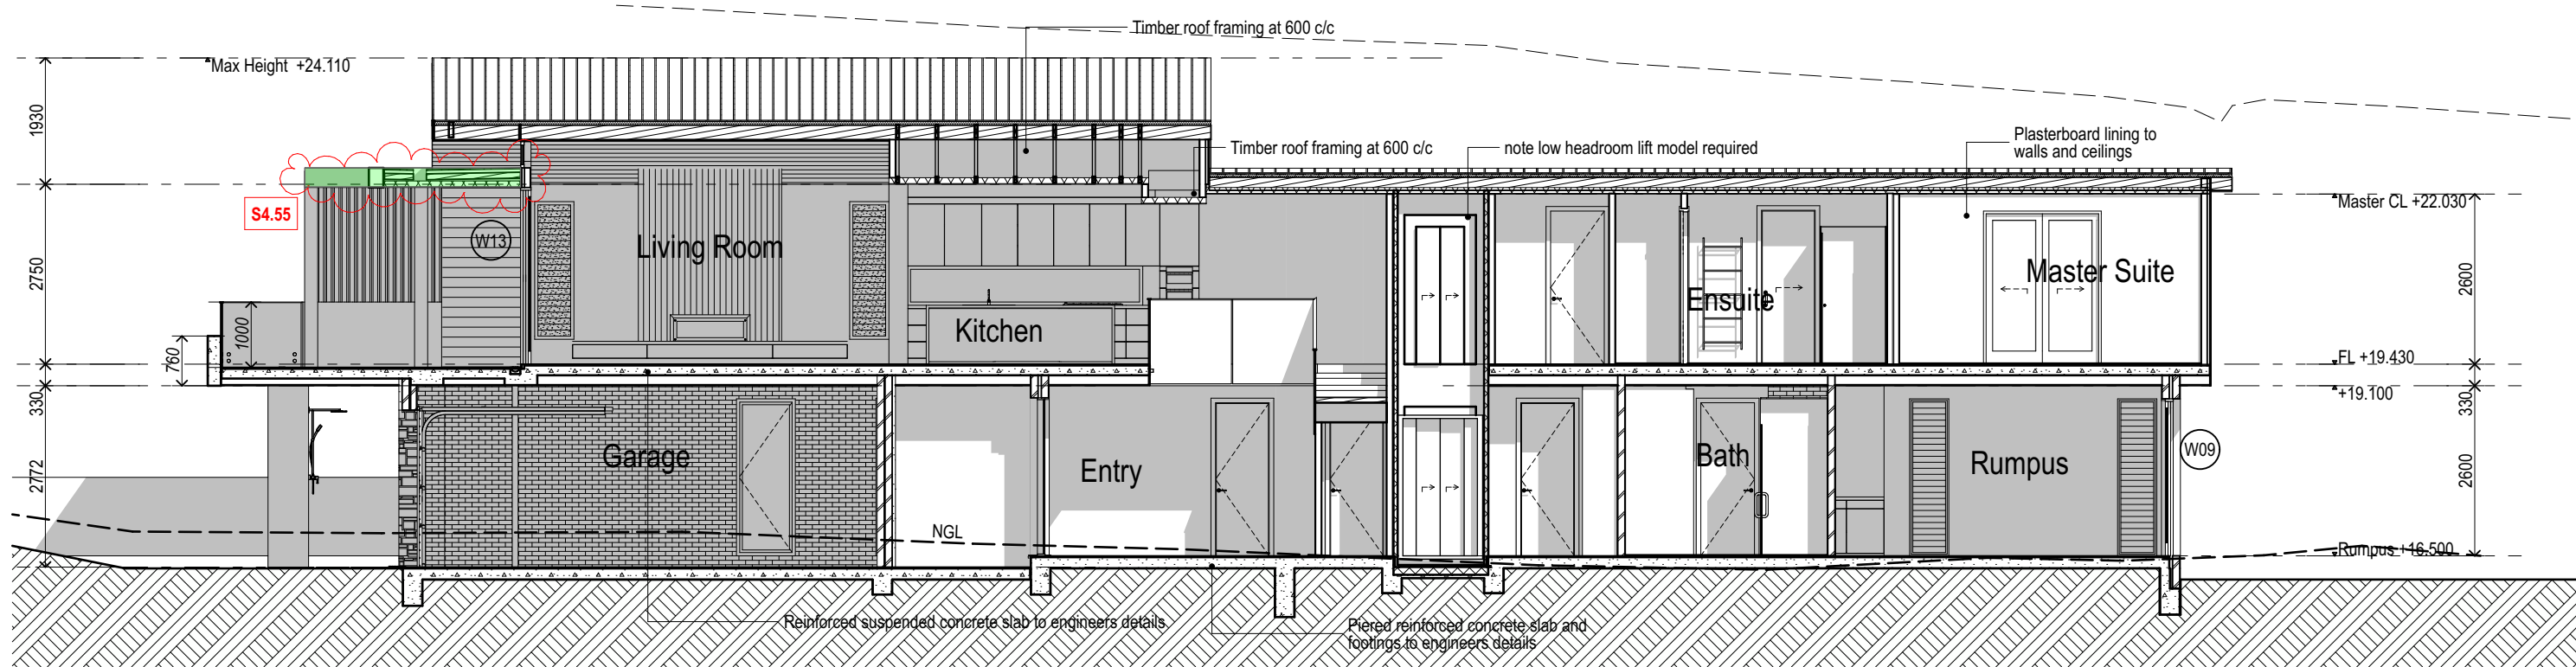 Timber roof framing at 600 c/c
Max Height +24.110
1930
Timber roof framing at 600 c/c
note low headroom lift model required
Plasterboard lining to
walls and ceilings
S4.55
W13
Living Room
Master CL +22.030
2750
Master Suite
2600
Ensuite
Kitchen
1000
760
FL +19.430
330
+19.100
330
2772
Garage
Entry
Bath
Rumpus
W09
2600
NGL
Rumpus +16.500
Reinforced suspended concrete slab to engineers details
Piered reinforced concrete slab and
footings to engineers details